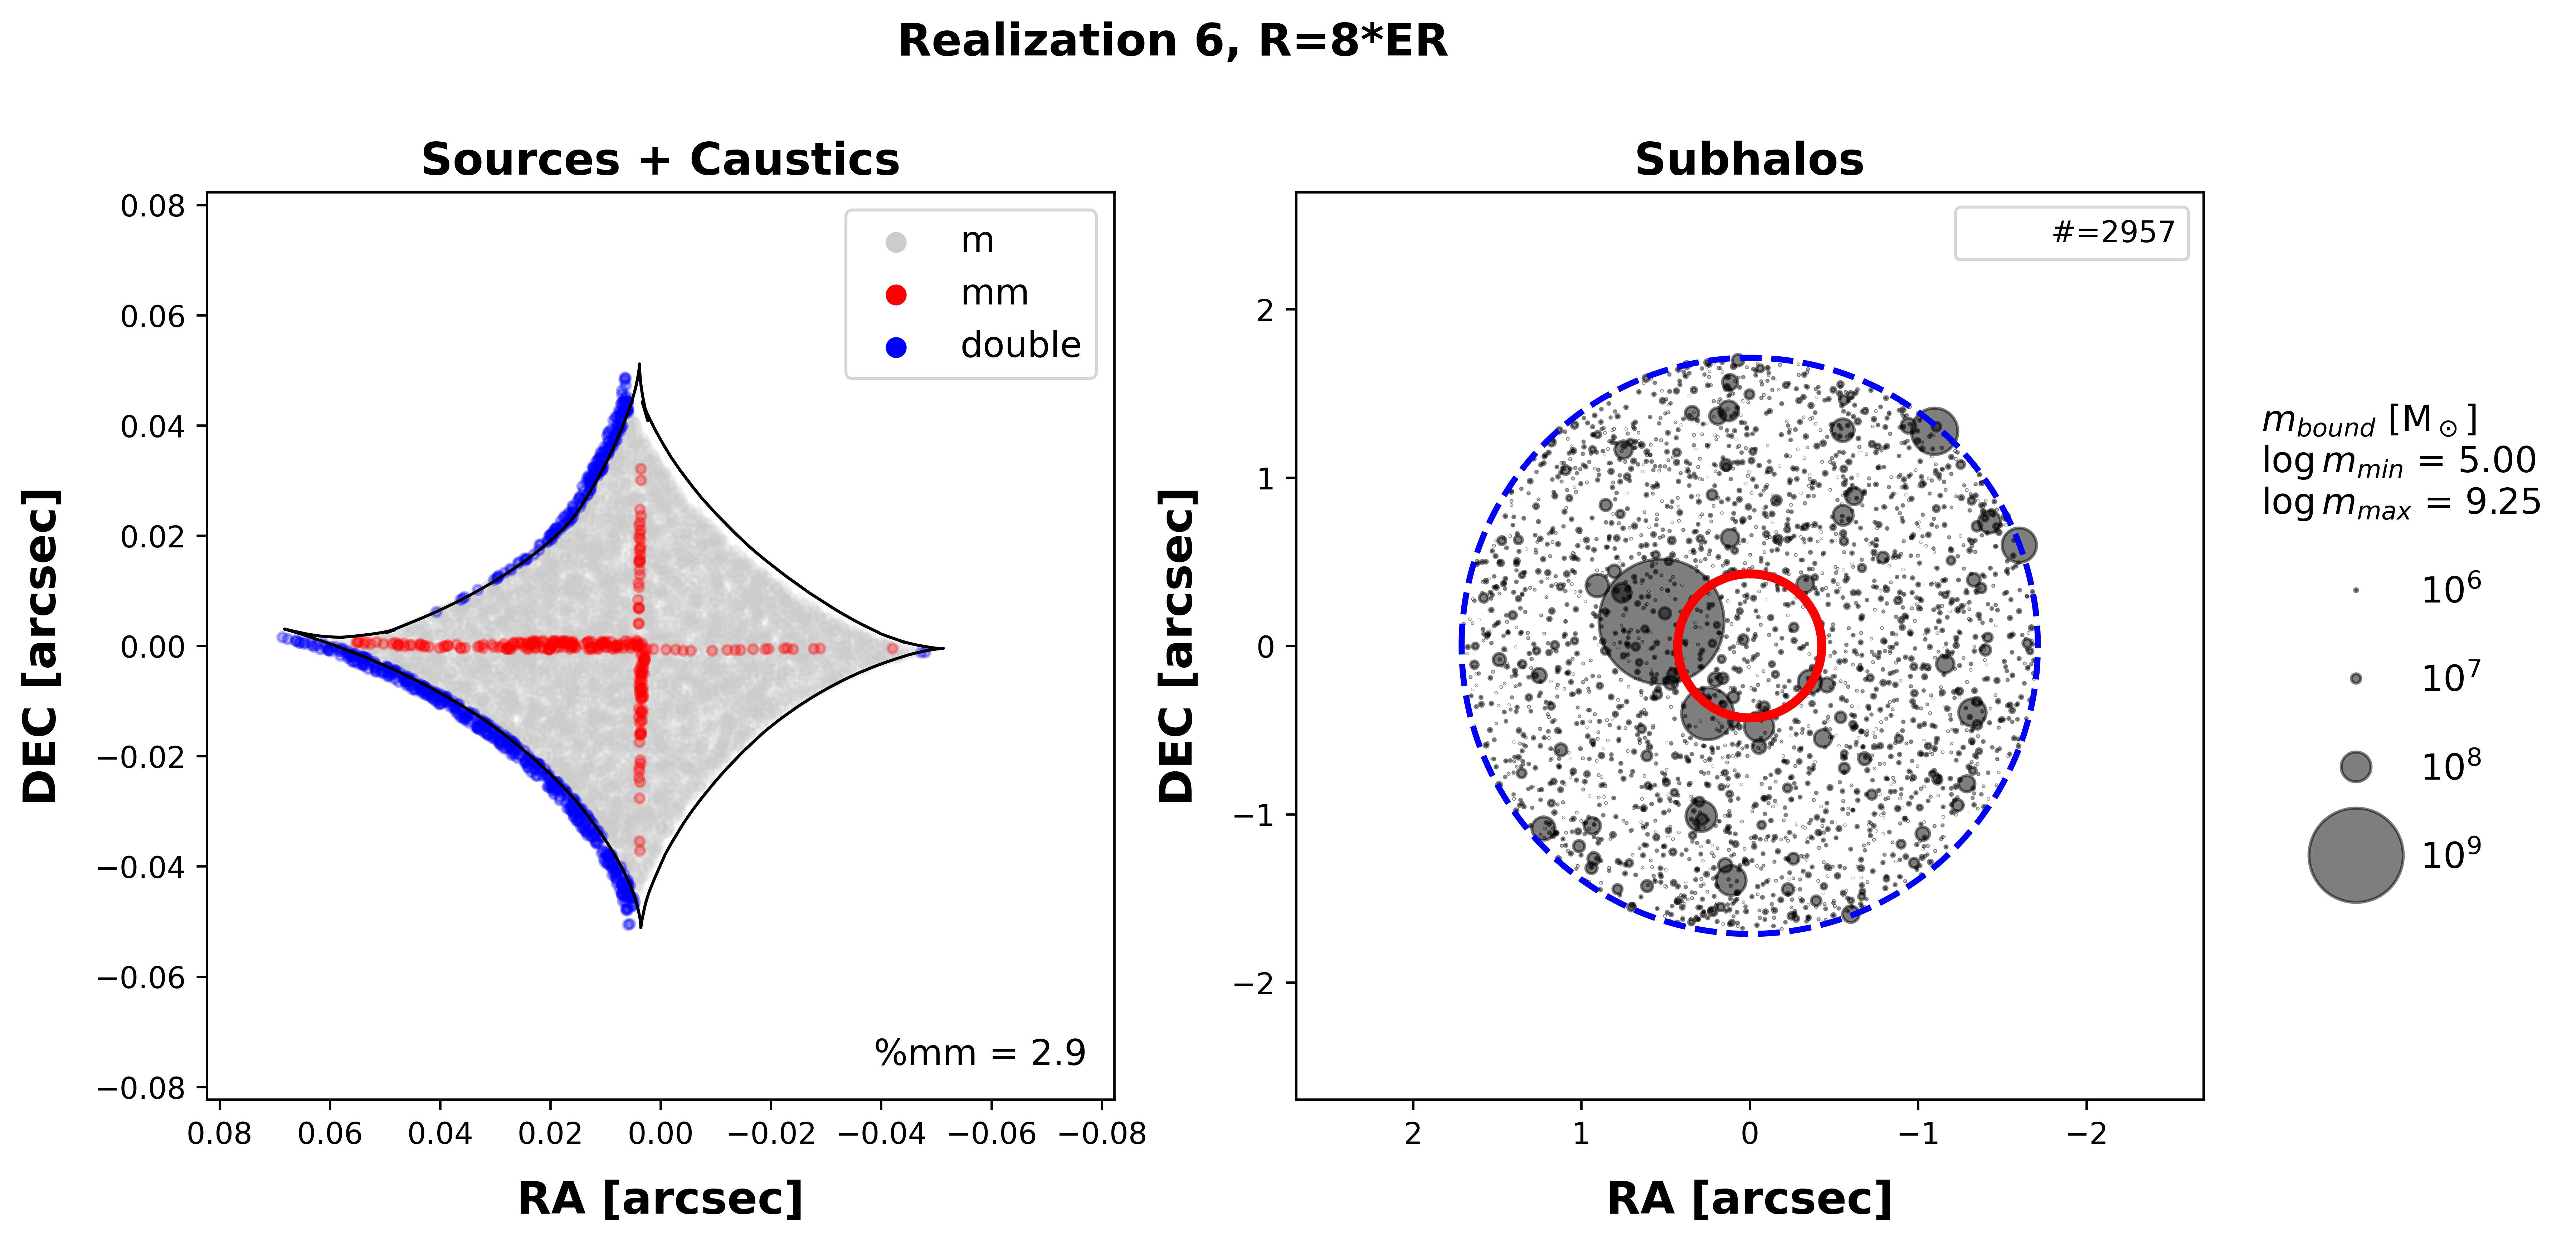 Realization 6, R=8*ER
Sources + Caustics
m
mm
double
%mm = 2.9
0.08
0.06
0.04
0.02
0.00
−0.02
−0.04
−0.06
−0.08
DEC [arcsec]
0.08 0.06 0.04 0.02 0.00 −0.02 −0.04 −0.06 −0.08
RA [arcsec]
Subhalos
#=2957
2
1
0
−1
−2
DEC [arcsec]
2 1 0 −1 −2
RA [arcsec]
m_bound [M_⊙]
log m_min = 5.00
log m_max = 9.25
10^6
10^7
10^8
10^9